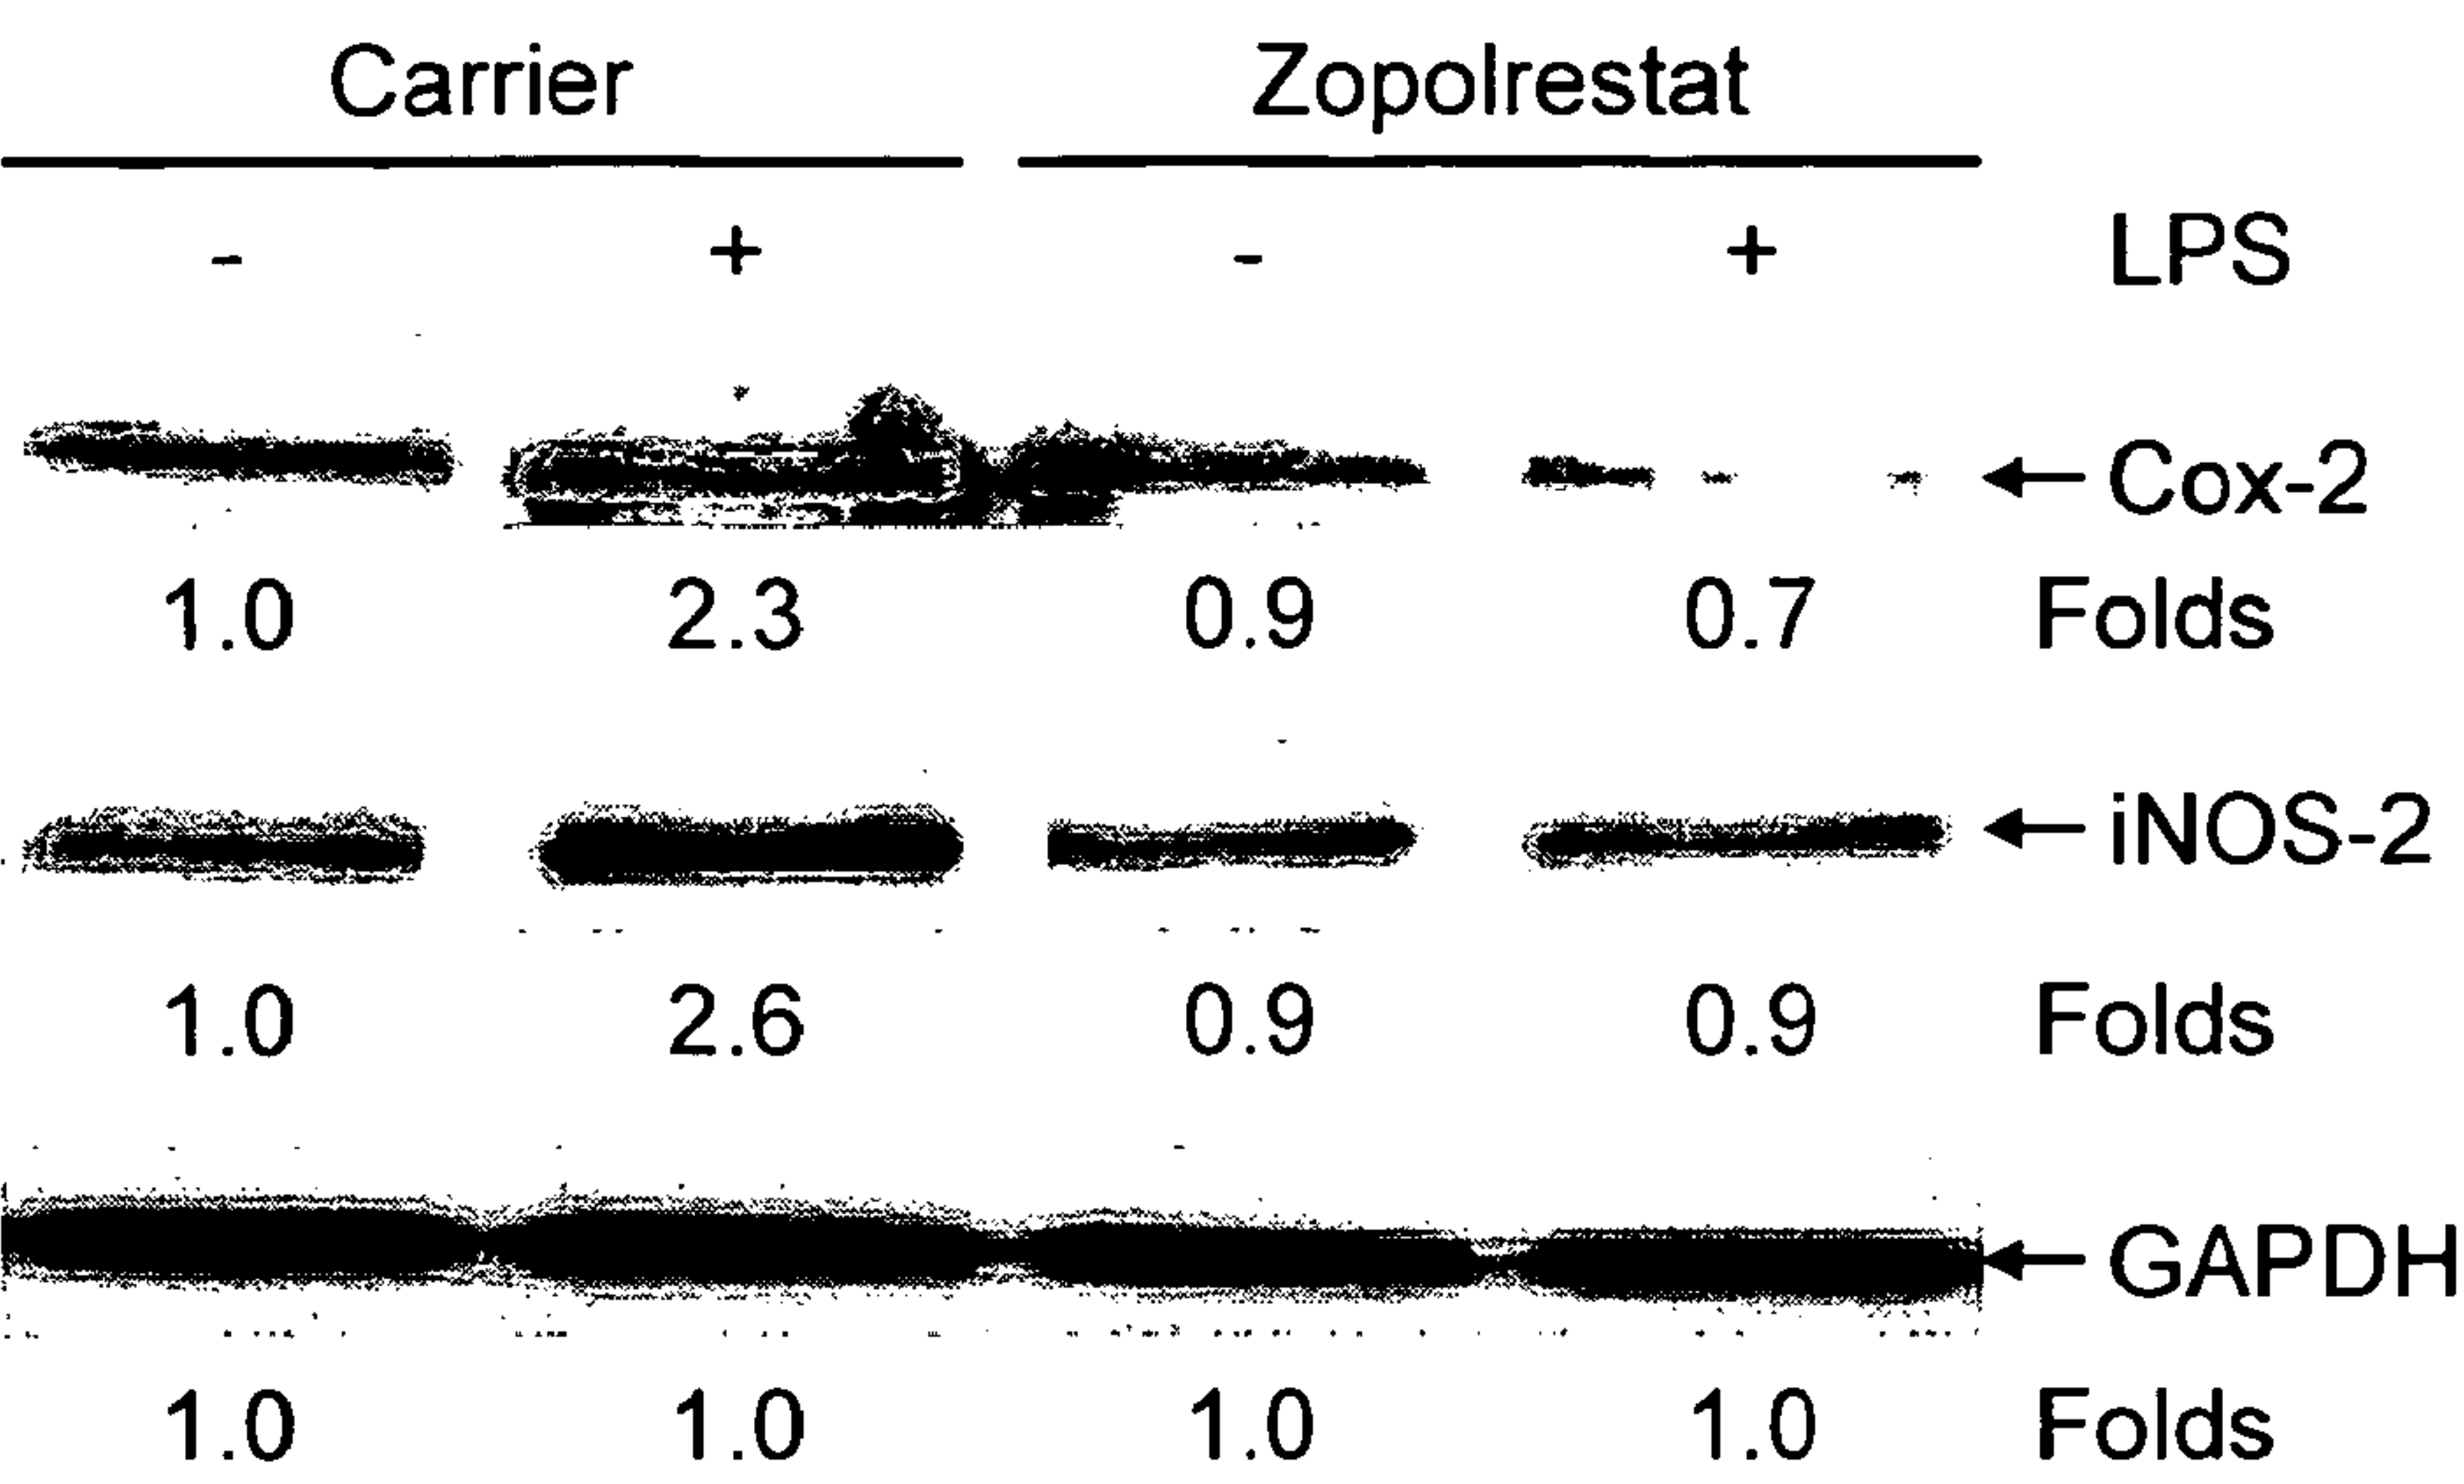 Carrier Zopolrestat
- + - + LPS
Cox-2
1.0 2.3 0.9 0.7 Folds
iNOS-2
1.0 2.6 0.9 0.9 Folds
GAPDH
1.0 1.0 1.0 1.0 Folds